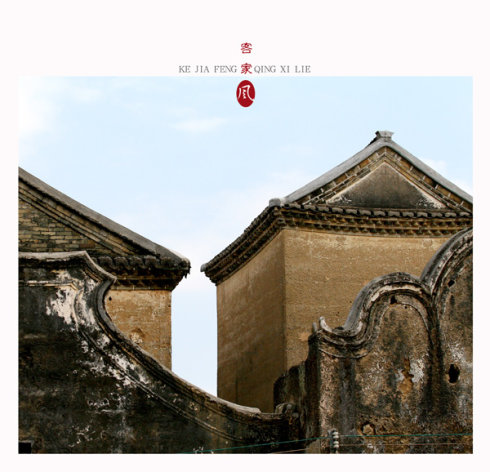 客
KE JIA FENG 家 QING XI LIE
风